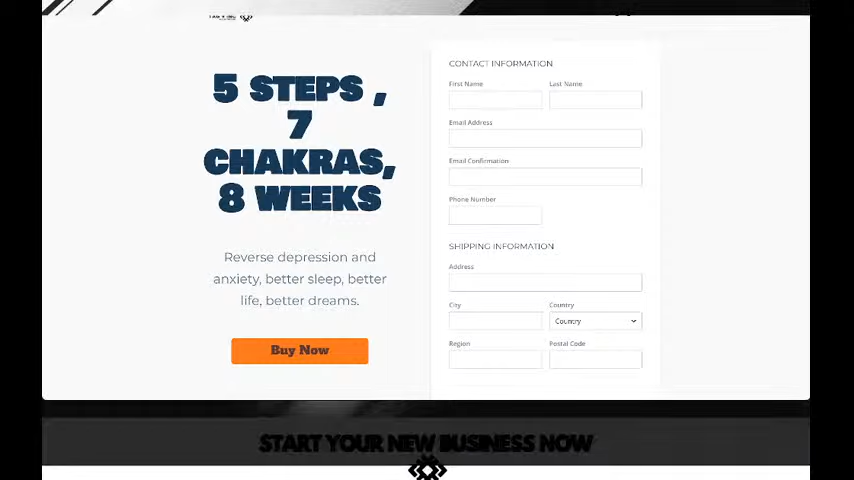 5 STEPS ,
7
CHAKRAS,
8 WEEKS
Reverse depression and
anxiety, better sleep, better
life, better dreams.
Buy Now
CONTACT INFORMATION
First Name Last Name
Email Address
Email Confirmation
Phone Number
SHIPPING INFORMATION
Address
City Country
Country
Region Postal Code
START YOUR NEW BUSINESS NOW